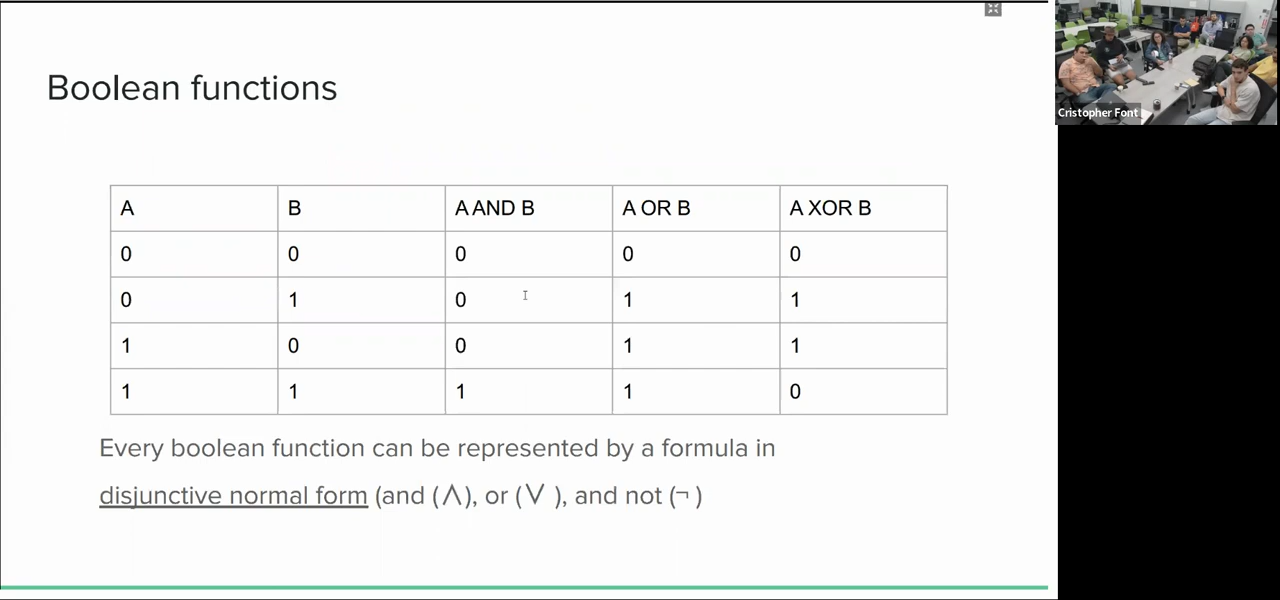 Boolean functions
Cristopher Font
A B A AND B A OR B A XOR B
0 0 0 0 0
0 1 0 1 1
1 0 0 1 1
1 1 1 1 0
Every boolean function can be represented by a formula in
disjunctive normal form (and (∧), or (∨ ), and not (¬ )